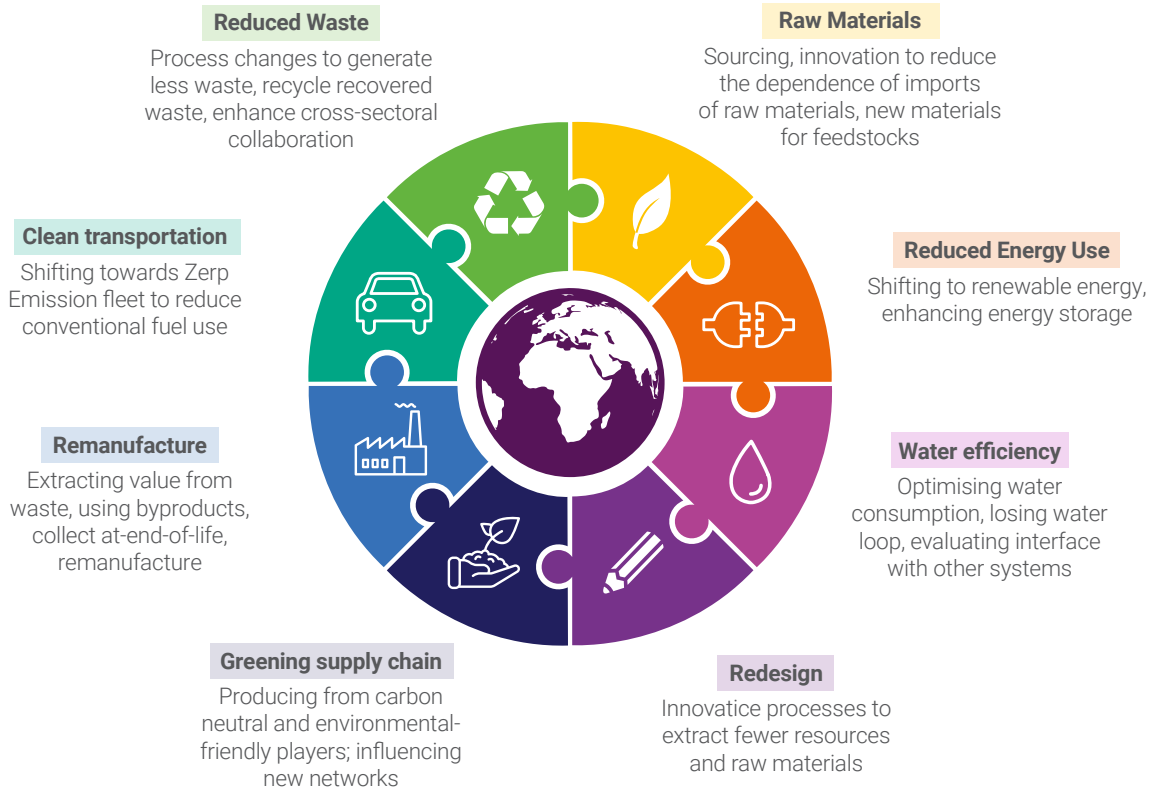 Reduced Waste
Process changes to generate
less waste, recycle recovered
waste, enhance cross-sectoral
collaboration
Raw Materials
Sourcing, innovation to reduce
the dependence of imports
of raw materials, new materials
for feedstocks
Clean transportation
Shifting towards Zerp
Emission fleet to reduce
conventional fuel use
Reduced Energy Use
Shifting to renewable energy,
enhancing energy storage
Remanufacture
Extracting value from
waste, using byproducts,
collect at-end-of-life,
remanufacture
Water efficiency
Optimising water
consumption, losing water
loop, evaluating interface
with other systems
Greening supply chain
Producing from carbon
neutral and environmental-
friendly players; influencing
new networks
Redesign
Innovatice processes to
extract fewer resources
and raw materials